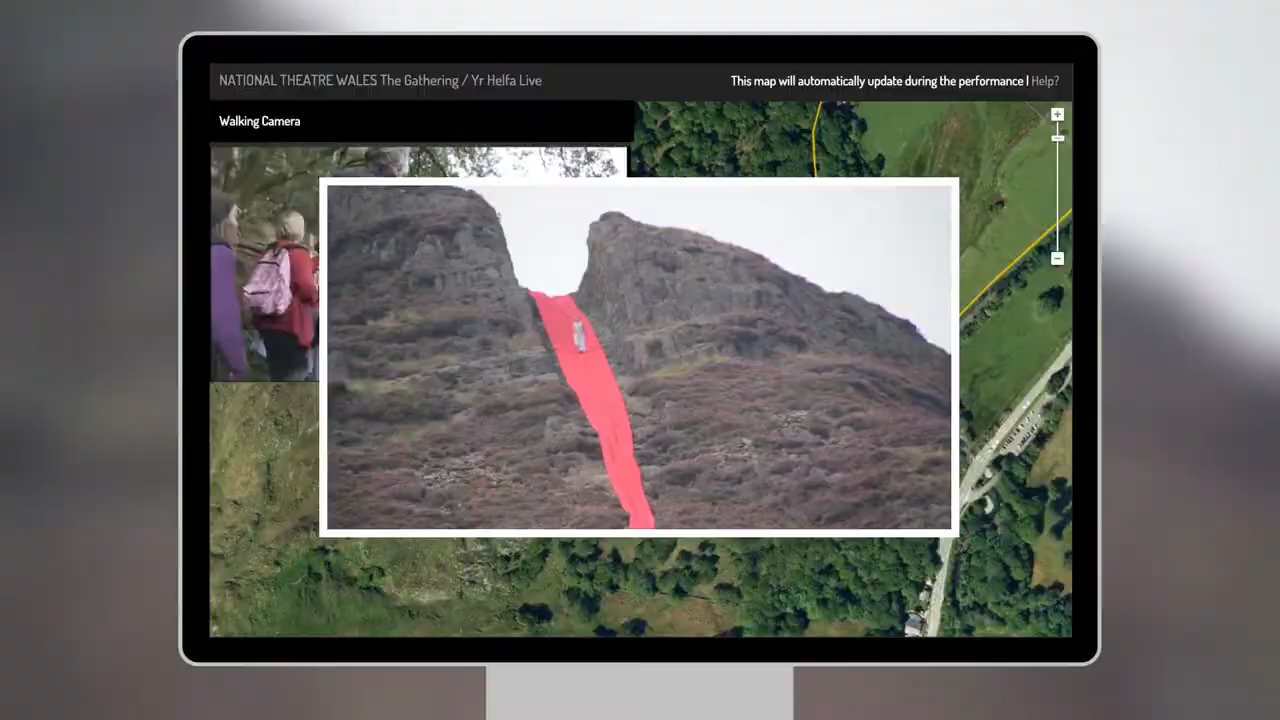 NATIONAL THEATRE WALES The Gathering / Yr Helfa Live
This map will automatically update during the performance | Help?
Walking Camera
+
-